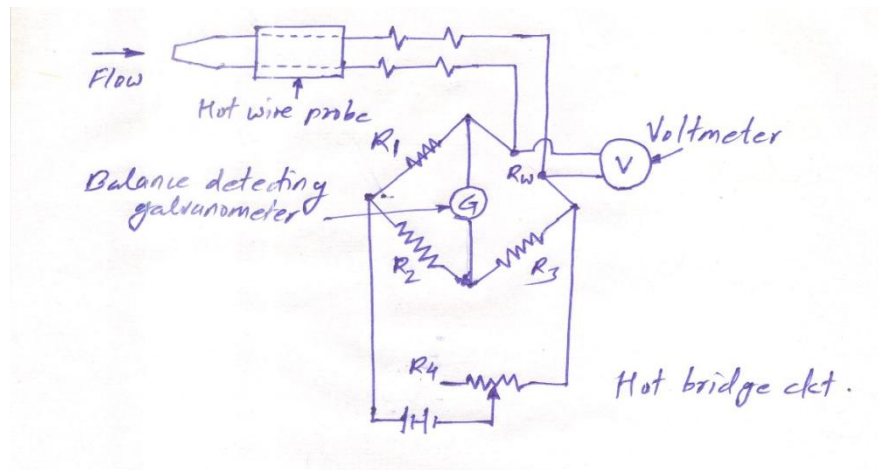 Flow
Hot wire probe
R1
Voltmeter
Rw
V
Balance detecting
galvanometer
G
R2
R3
R4
Hot bridge ckt.